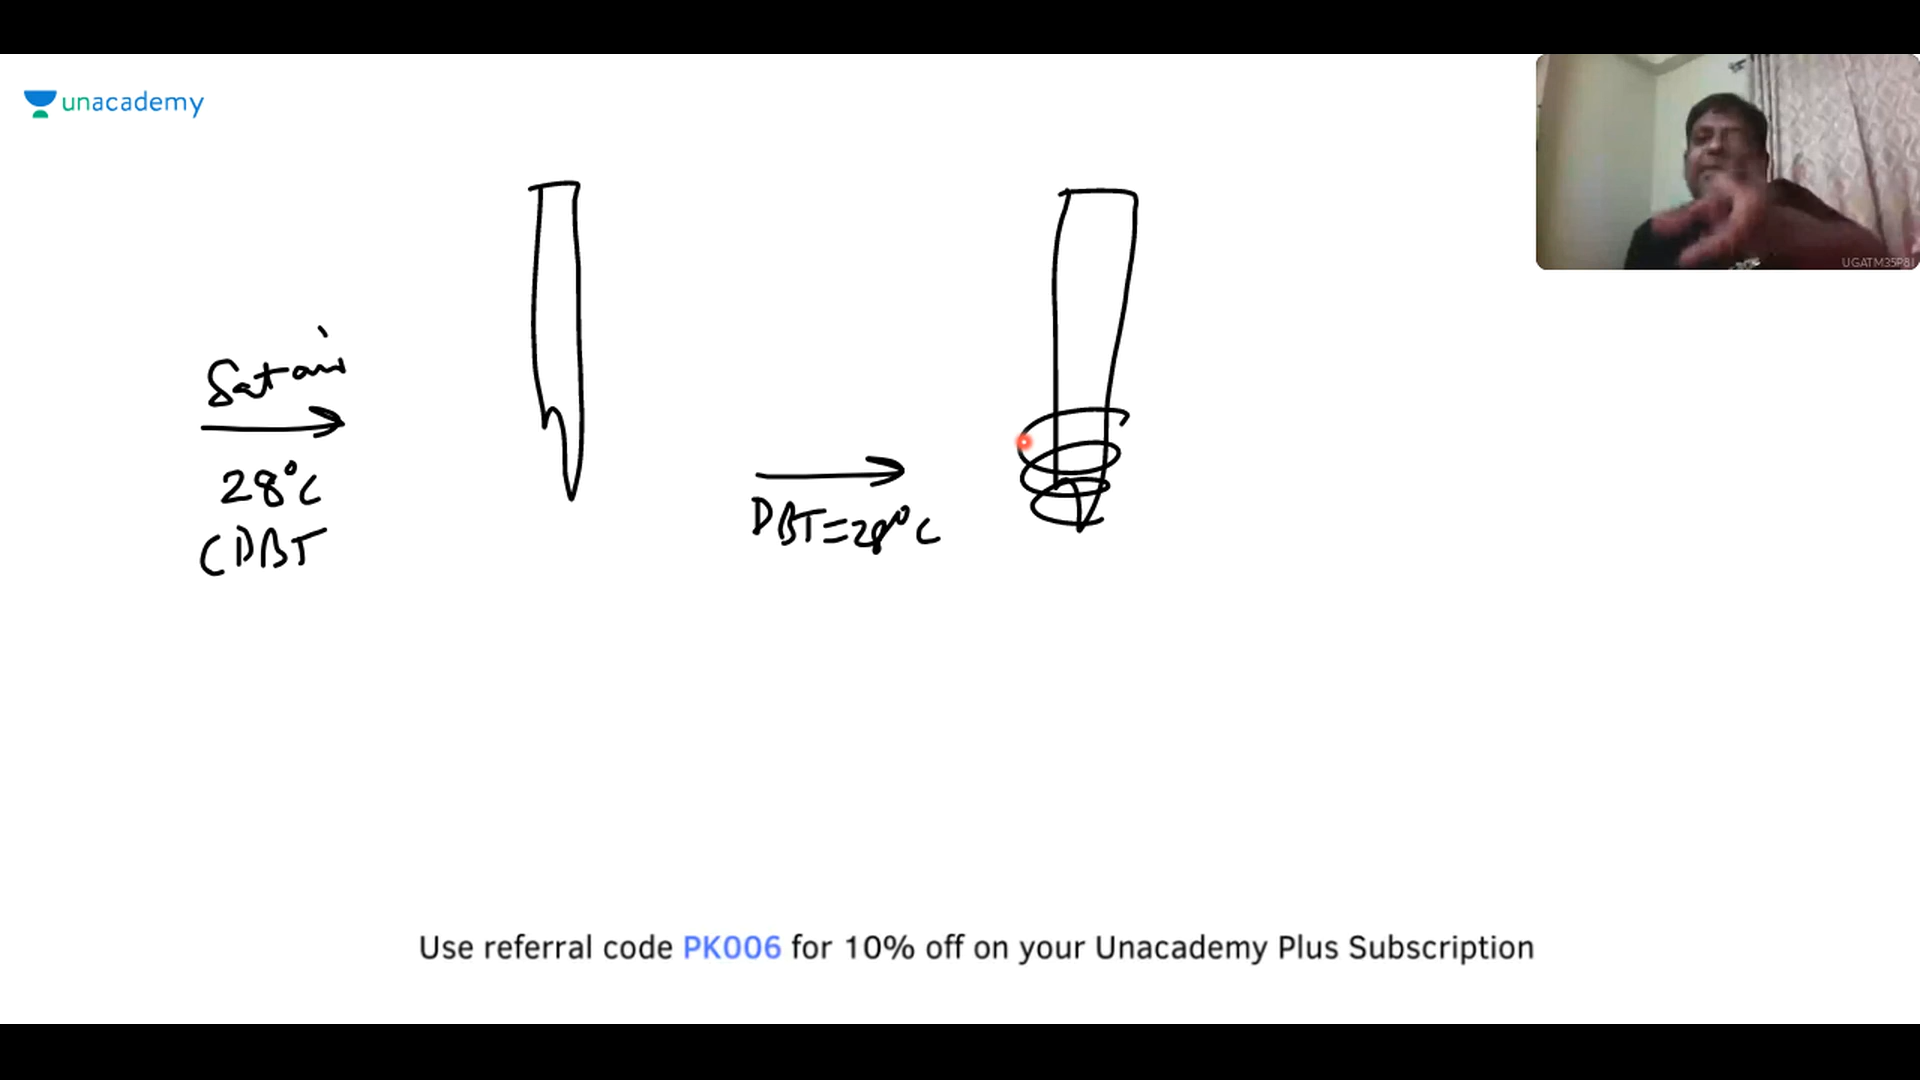 unacademy
UGATM35P8I
Sat air
28°C
CDBT
DBT=28°C
Use referral code PK006 for 10% off on your Unacademy Plus Subscription